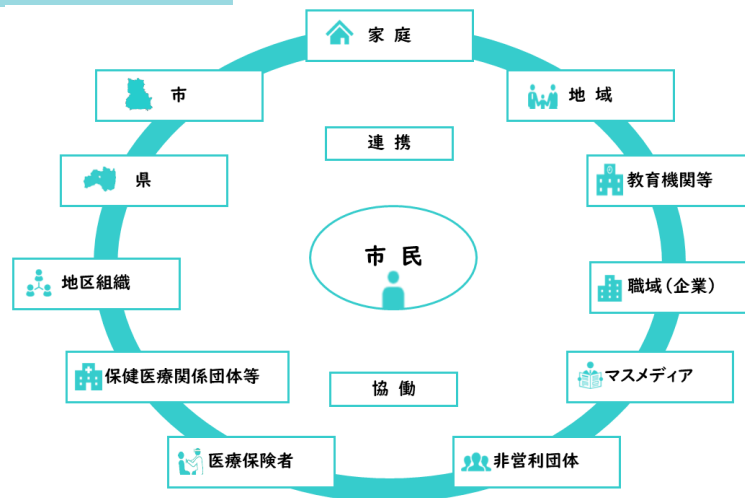 家庭
市
地域
連携
県
教育機関等
市民
地区組織
職域(企業)
保健医療関係団体等
マスメディア
協働
医療保険者
非営利団体